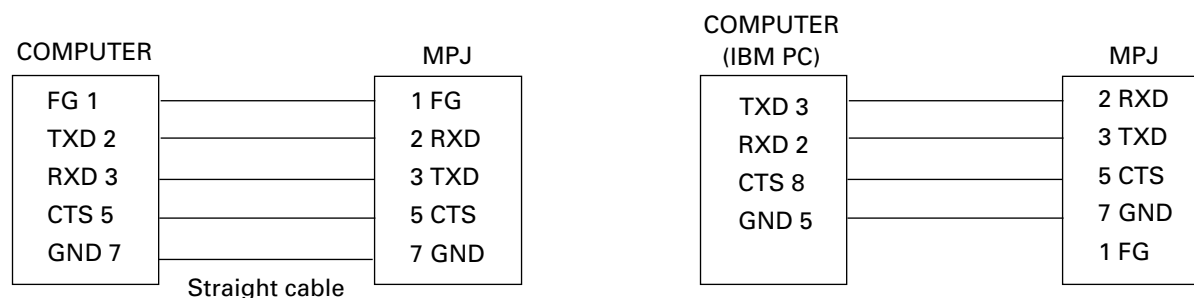 COMPUTER
MPJ
FG 1
1 FG
TXD 2
2 RXD
RXD 3
3 TXD
CTS 5
5 CTS
GND 7
7 GND
Straight cable
COMPUTER
(IBM PC)
MPJ
TXD 3
2 RXD
RXD 2
3 TXD
CTS 8
5 CTS
GND 5
7 GND
1 FG